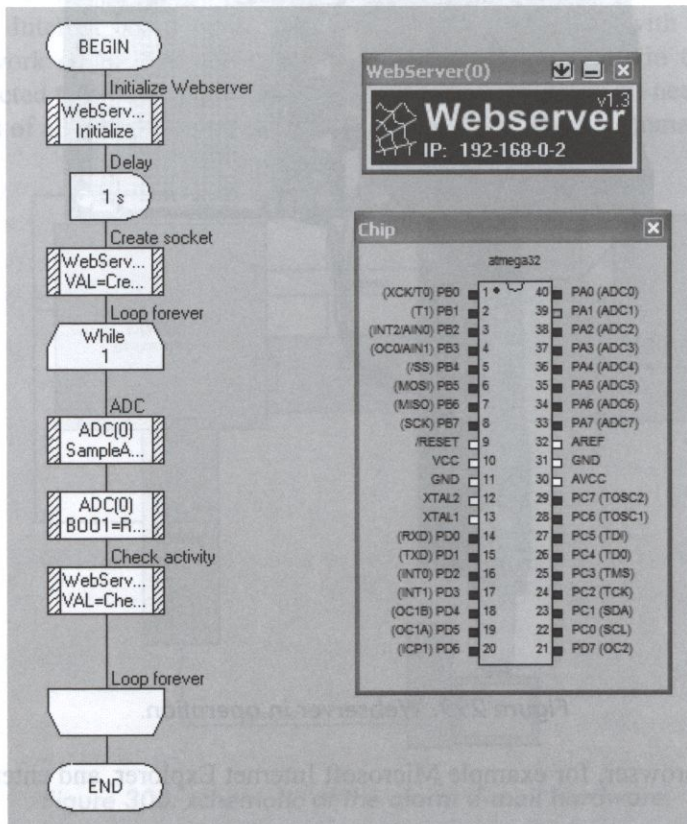 BEGIN
Initialize Webserver
WebServ...
Initialize
Delay
1 s
Create socket
WebServ...
VAL=Cre...
Loop forever
While
1
ADC
ADC(0)
SampleA...
ADC(0)
BOO1=R...
Check activity
WebServ...
VAL=Che...
Loop forever
END
WebServer(0)
v1.3
Webserver
IP: 192-168-0-2
Chip
atmega32
(XCK/T0) PB0 1 40 PA0 (ADC0)
(T1) PB1 2 39 PA1 (ADC1)
(INT2/AIN0) PB2 3 38 PA2 (ADC2)
(OC0/AIN1) PB3 4 37 PA3 (ADC3)
(/SS) PB4 5 36 PA4 (ADC4)
(MOSI) PB5 6 35 PA5 (ADC5)
(MISO) PB6 7 34 PA6 (ADC6)
(SCK) PB7 8 33 PA7 (ADC7)
/RESET 9 32 AREF
VCC 10 31 GND
GND 11 30 AVCC
XTAL2 12 29 PC7 (TOSC2)
XTAL1 13 28 PC6 (TOSC1)
(RXD) PD0 14 27 PC5 (TDI)
(TXD) PD1 15 26 PC4 (TD0)
(INT0) PD2 16 25 PC3 (TMS)
(INT1) PD3 17 24 PC2 (TCK)
(OC1B) PD4 18 23 PC1 (SDA)
(OC1A) PD5 19 22 PC0 (SCL)
(ICP1) PD6 20 21 PD7 (OC2)
Webserver in operation.
browser, for example Microsoft Internet Explorer, and
schematic of the alarm e-mail hardware